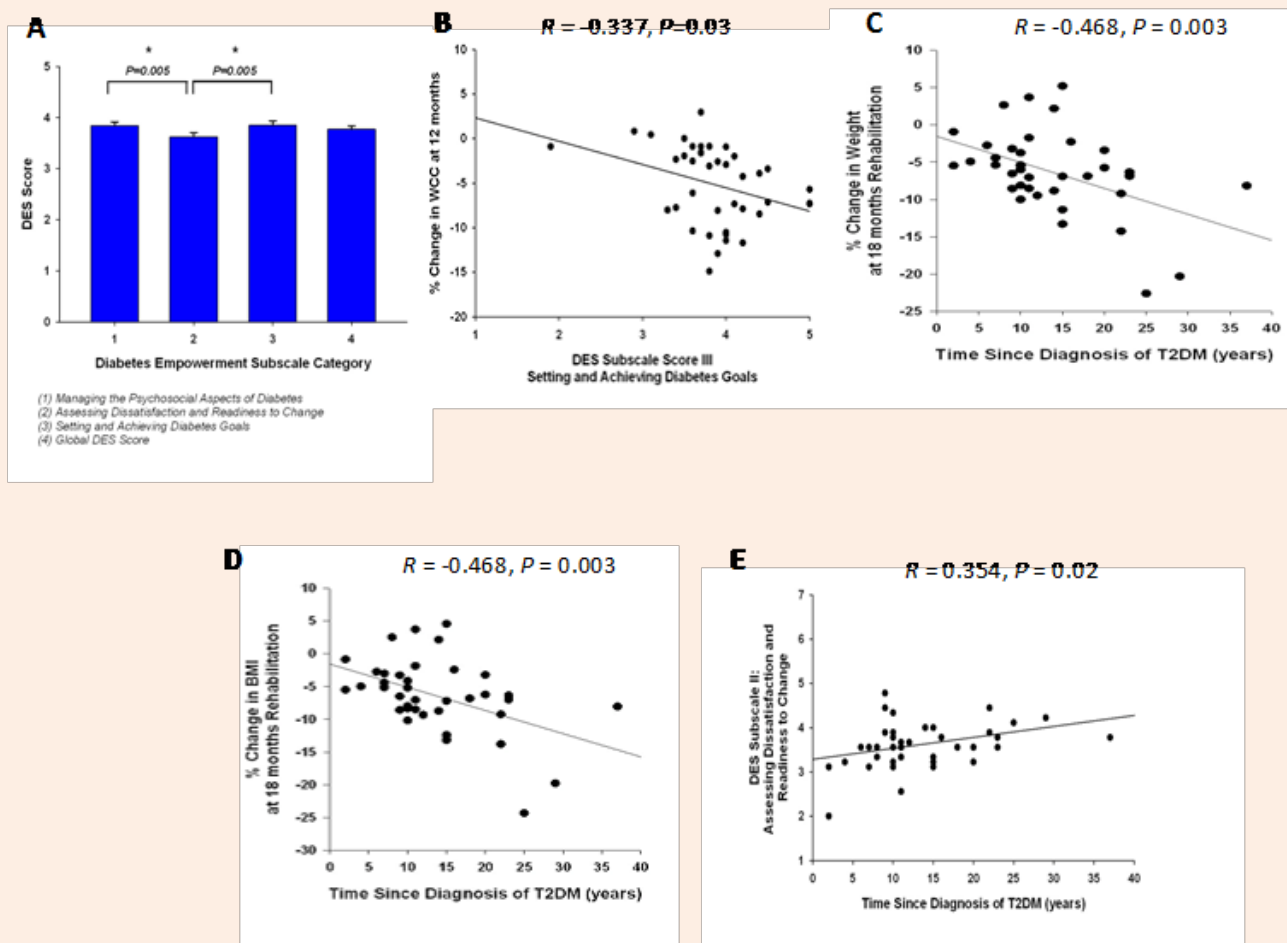 A
*
*
P=0.005
P=0.005
5
4
3
2
1
0
DES Score
1
2
3
4
Diabetes Empowerment Subscale Category
(1) Managing the Psychosocial Aspects of Diabetes
(2) Assessing Dissatisfaction and Readiness to Change
(3) Setting and Achieving Diabetes Goals
(4) Global DES Score
B
R = -0.337, P=0.03
10
5
0
-5
-10
-15
-20
% Change in WCC at 12 months
1
2
3
4
5
DES Subscale Score III
Setting and Achieving Diabetes Goals
C
R = -0.468, P = 0.003
10
5
0
-5
-10
-15
-20
-25
% Change in Weight
at 18 months Rehabilitation
0
5
10
15
20
25
30
35
40
Time Since Diagnosis of T2DM (years)
D
R = -0.468, P = 0.003
10
5
0
-5
-10
-15
-20
-25
-30
% Change in BMI
at 18 months Rehabilitation
0
5
10
15
20
25
30
35
40
Time Since Diagnosis of T2DM (years)
E
R = 0.354, P = 0.02
7
6
5
4
3
2
1
DES Subscale II:
Assessing Dissatisfaction and
Readiness to Change
0
5
10
15
20
25
30
35
40
Time Since Diagnosis of T2DM (years)